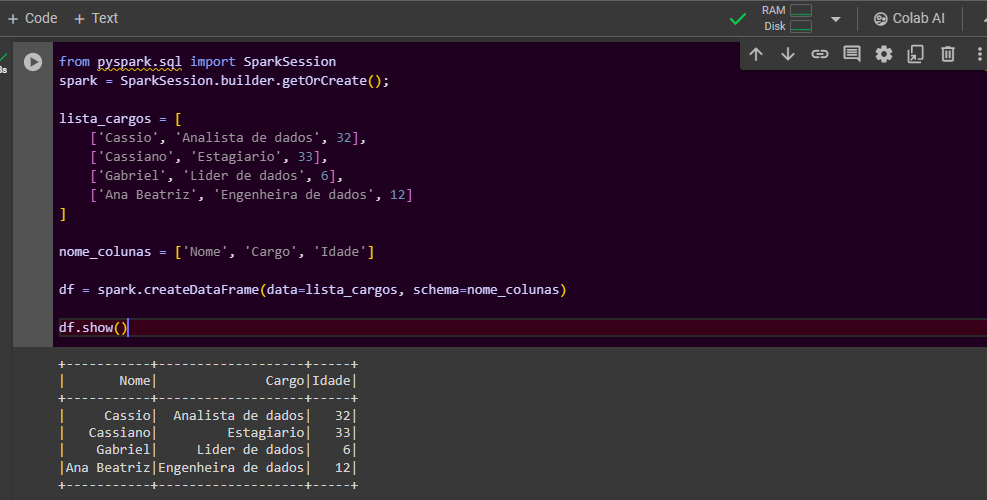 + Code + Text
RAM
Disk
Colab AI
from pyspark.sql import SparkSession
spark = SparkSession.builder.getOrCreate();
lista_cargos = [
['Cassio', 'Analista de dados', 32],
['Cassiano', 'Estagiario', 33],
['Gabriel', 'Lider de dados', 6],
['Ana Beatriz', 'Engenheira de dados', 12]
]
nome_colunas = ['Nome', 'Cargo', 'Idade']
df = spark.createDataFrame(data=lista_cargos, schema=nome_colunas)
df.show()
+-----------+-------------------+-----+
|       Nome|              Cargo|Idade|
+-----------+-------------------+-----+
|     Cassio|  Analista de dados|   32|
|   Cassiano|         Estagiario|   33|
|    Gabriel|     Lider de dados|    6|
|Ana Beatriz|Engenheira de dados|   12|
+-----------+-------------------+-----+